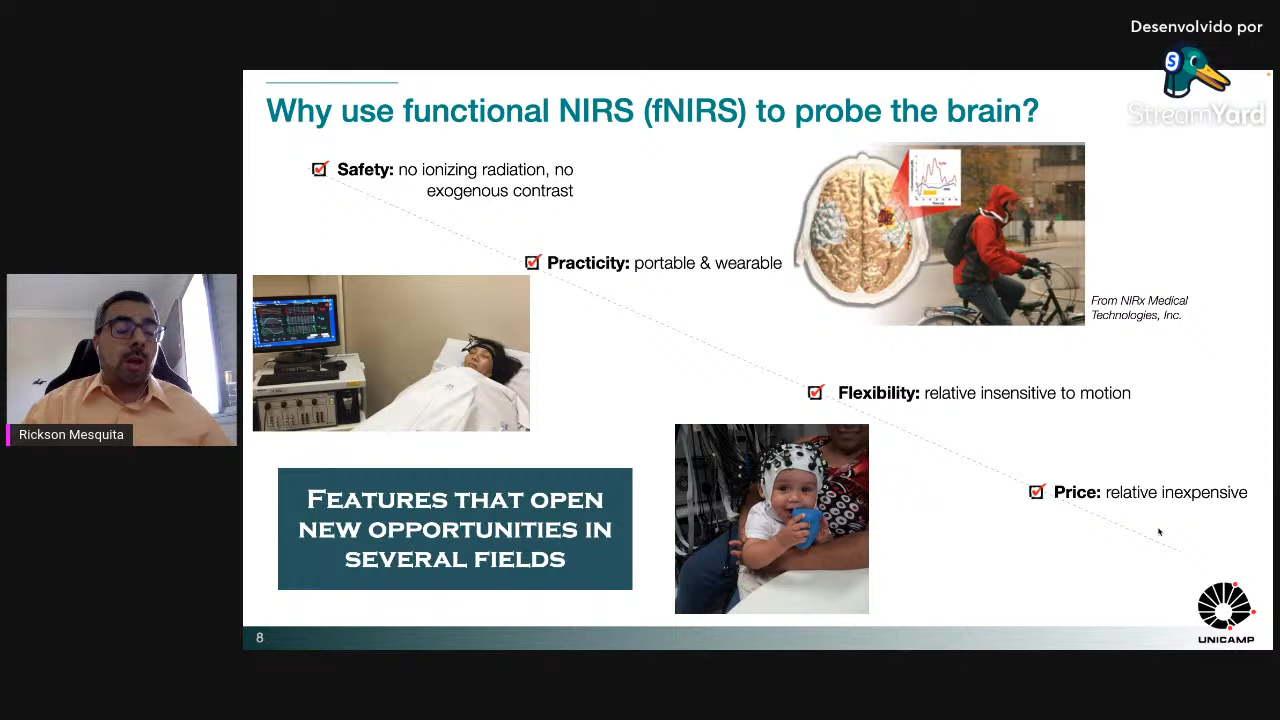 Desenvolvido por
StreamYard
Why use functional NIRS (fNIRS) to probe the brain?
Safety: no ionizing radiation, no
exogenous contrast
Practicity: portable & wearable
From NIRx Medical
Technologies, Inc.
Flexibility: relative insensitive to motion
Rickson Mesquita
Price: relative inexpensive
FEATURES THAT OPEN
NEW OPPORTUNITIES IN
SEVERAL FIELDS
8
UNICAMP